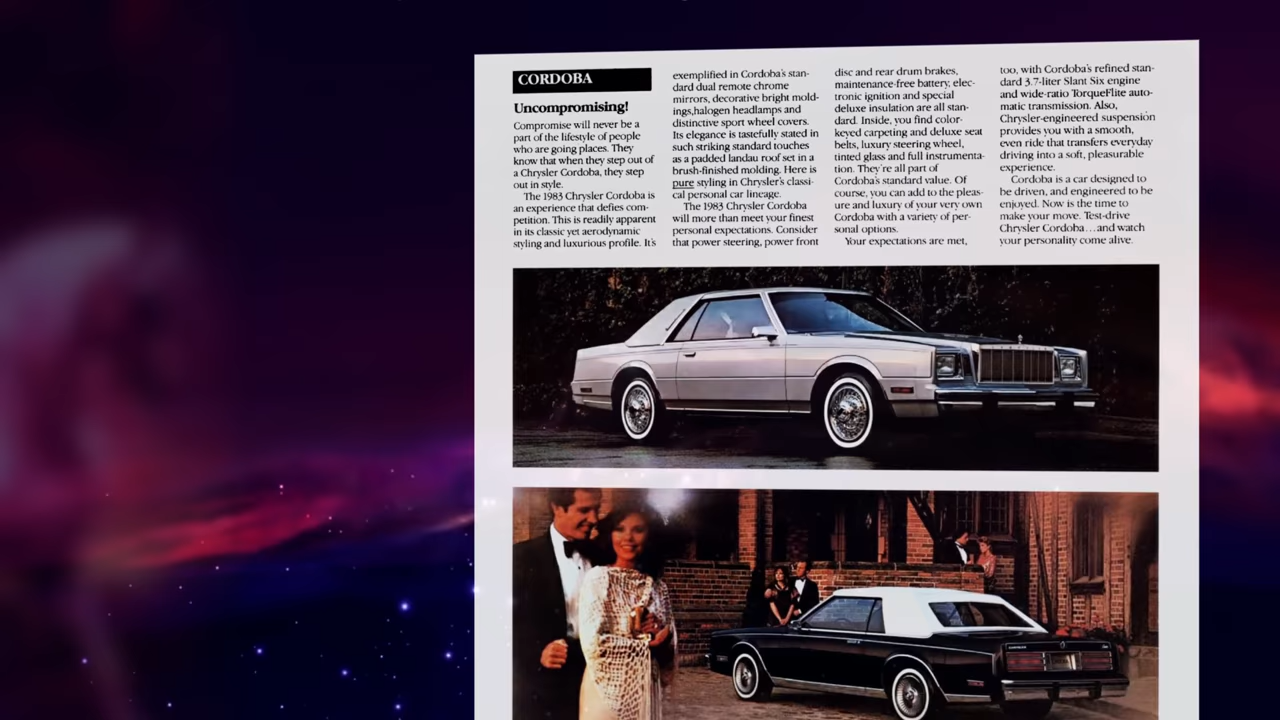 CORDOBA
Uncompromising!
Compromise will never be a
part of the lifestyle of people
who are going places. They
know that when they step out of
a Chrysler Cordoba, they step
out in style.
The 1983 Chrysler Cordoba is
an experience that defies com-
petition. This is readily apparent
in its classic yet aerodynamic
styling and luxurious profile. It's
exemplified in Cordoba's stan-
dard dual remote chrome
mirrors, decorative bright mold-
ings,halogen headlamps and
distinctive sport wheel covers.
Its elegance is tastefully stated in
such striking standard touches
as a padded landau roof set in a
brush-finished molding. Here is
pure styling in Chrysler's classi-
cal personal car lineage.
The 1983 Chrysler Cordoba
will more than meet your finest
personal expectations. Consider
that power steering, power front
disc and rear drum brakes,
maintenance-free battery, elec-
tronic ignition and special
deluxe insulation are all stan-
dard. Inside, you find color-
keyed carpeting and deluxe seat
belts, luxury steering wheel,
tinted glass and full instrumenta-
tion. They're all part of
Cordoba's standard value. Of
course, you can add to the pleas-
ure and luxury of your very own
Cordoba with a variety of per-
sonal options.
Your expectations are met,
too, with Cordoba's refined stan-
dard 3.7-liter Slant Six engine
and wide-ratio TorqueFlite auto-
matic transmission. Also,
Chrysler-engineered suspension
provides you with a smooth,
even ride that transfers everyday
driving into a soft, pleasurable
experience.
Cordoba is a car designed to
be driven, and engineered to be
enjoyed. Now is the time to
make your move. Test-drive
Chrysler Cordoba...and watch
your personality come alive.